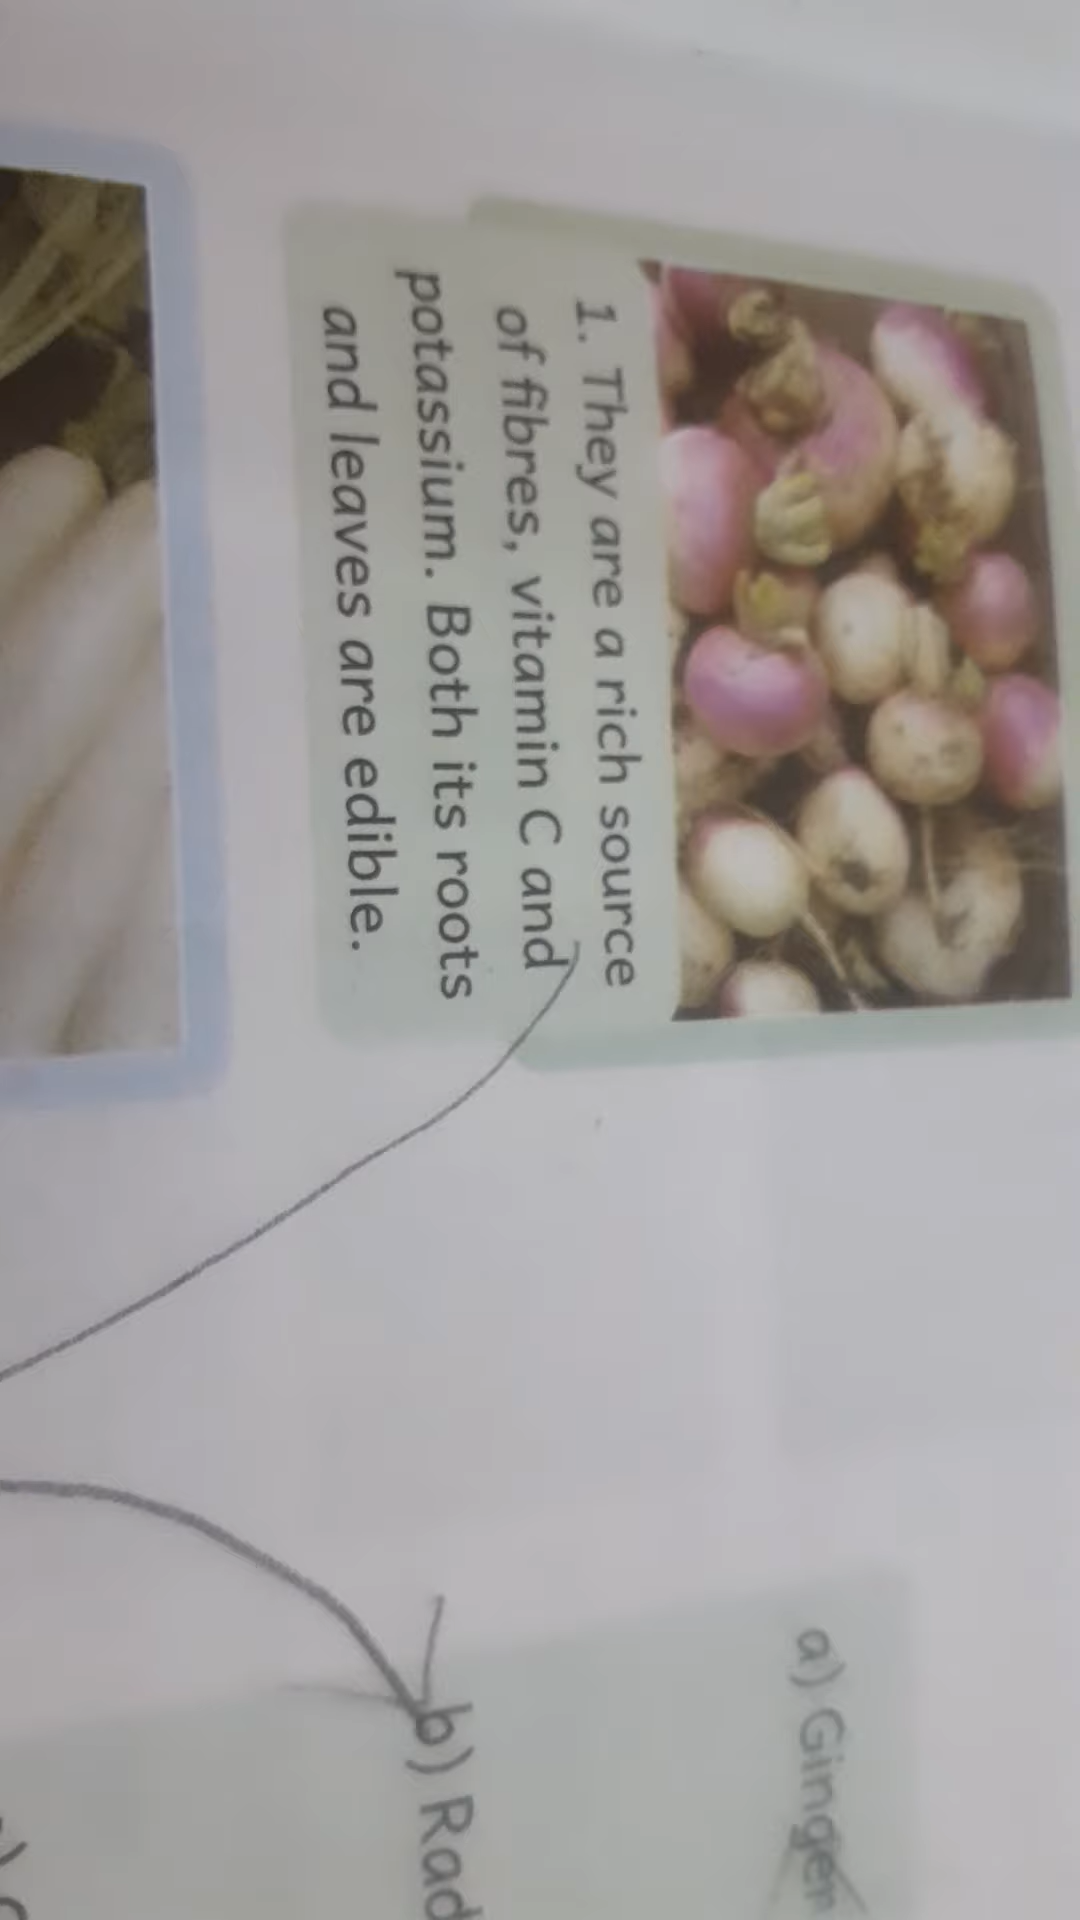 1. They are a rich source
of fibres, vitamin C and
potassium. Both its roots
and leaves are edible.
a) Ginger
b) Rad